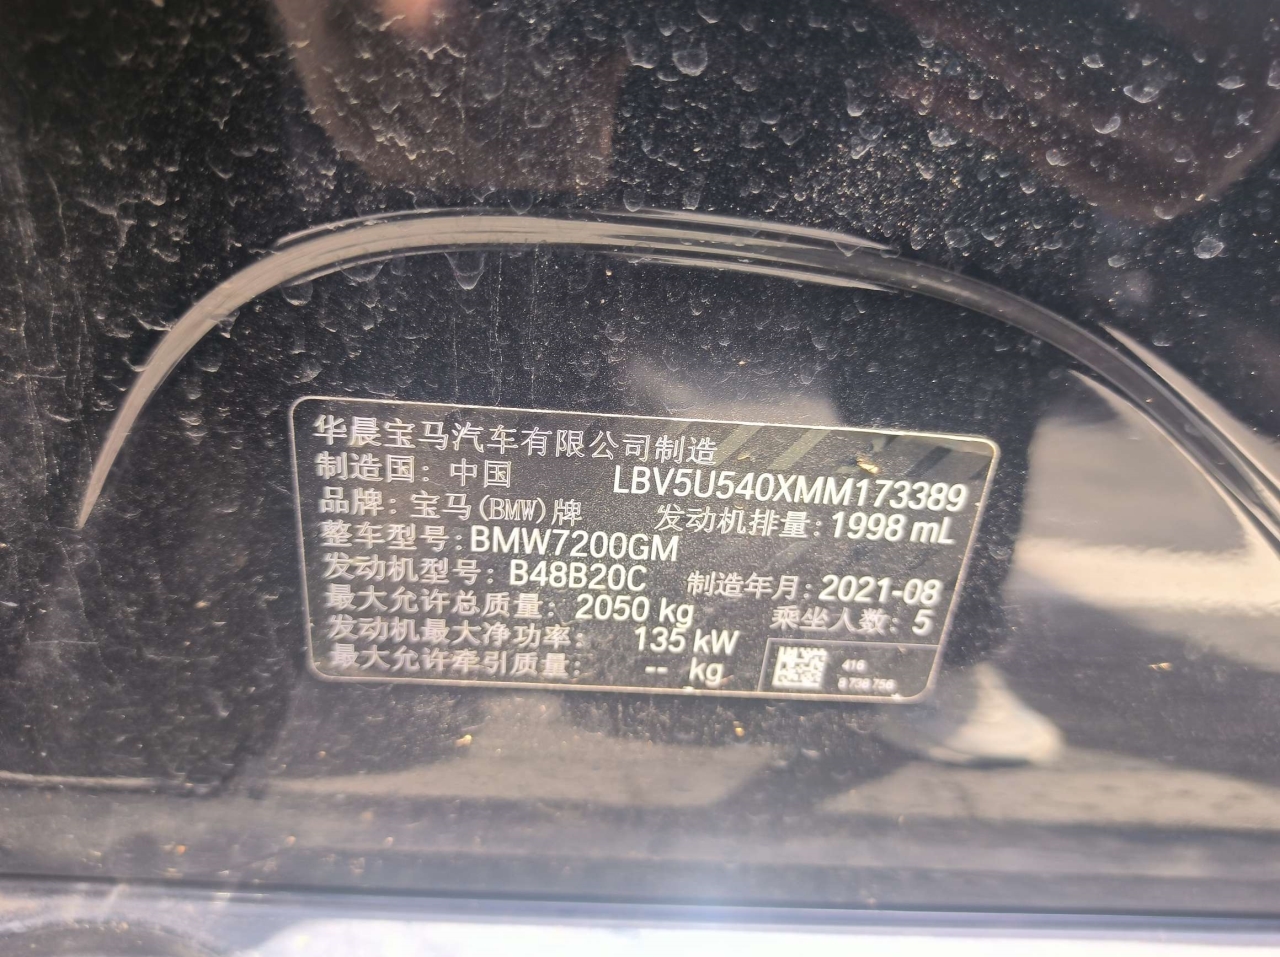 华晨宝马汽车有限公司制造
制造国：中国 LBV5U540XMM173389
品牌：宝马(BMW)牌 发动机排量：1998 mL
整车型号：BMW7200GM
发动机型号：B48B20C 制造年月：2021-08
最大允许总质量：2050 kg 乘坐人数：5
发动机最大净功率：135 kW
最大允许牵引质量：-- kg
416
8 738 756